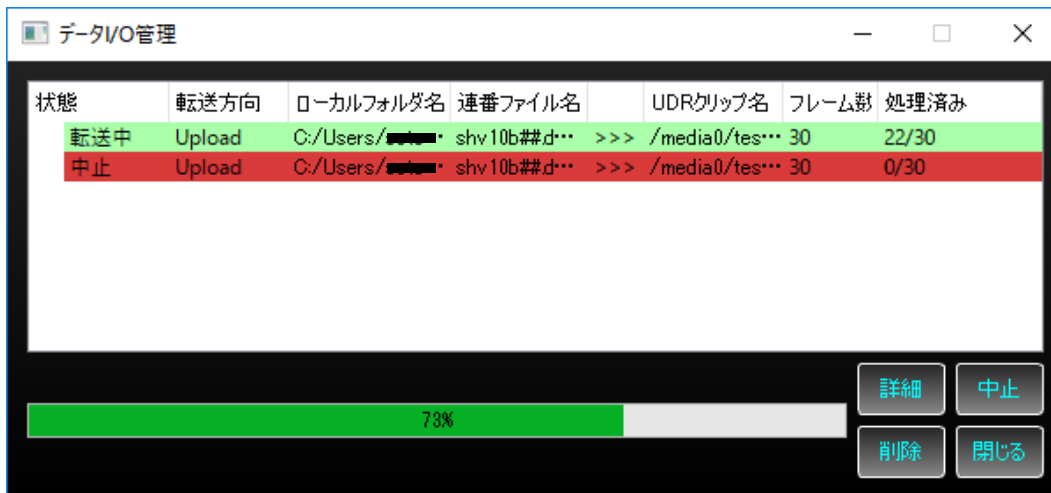 データI/O管理
状態 転送方向 ローカルフォルダ名 連番ファイル名 UDRクリップ名 フレーム数 処理済み
転送中 Upload C:/Users/ … shv10b##.d… >>> /media0/tes… 30 22/30
中止 Upload C:/Users/ … shv10b##.d… >>> /media0/tes… 30 0/30
詳細 中止
73%
削除 閉じる